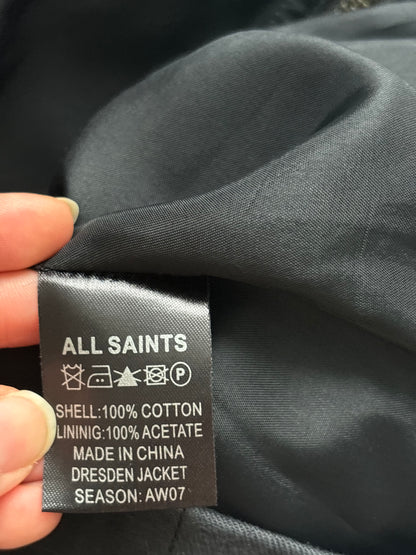 ALL SAINTS
P
SHELL:100% COTTON
LINING:100% ACETATE
MADE IN CHINA
DRESDEN JACKET
SEASON: AW07